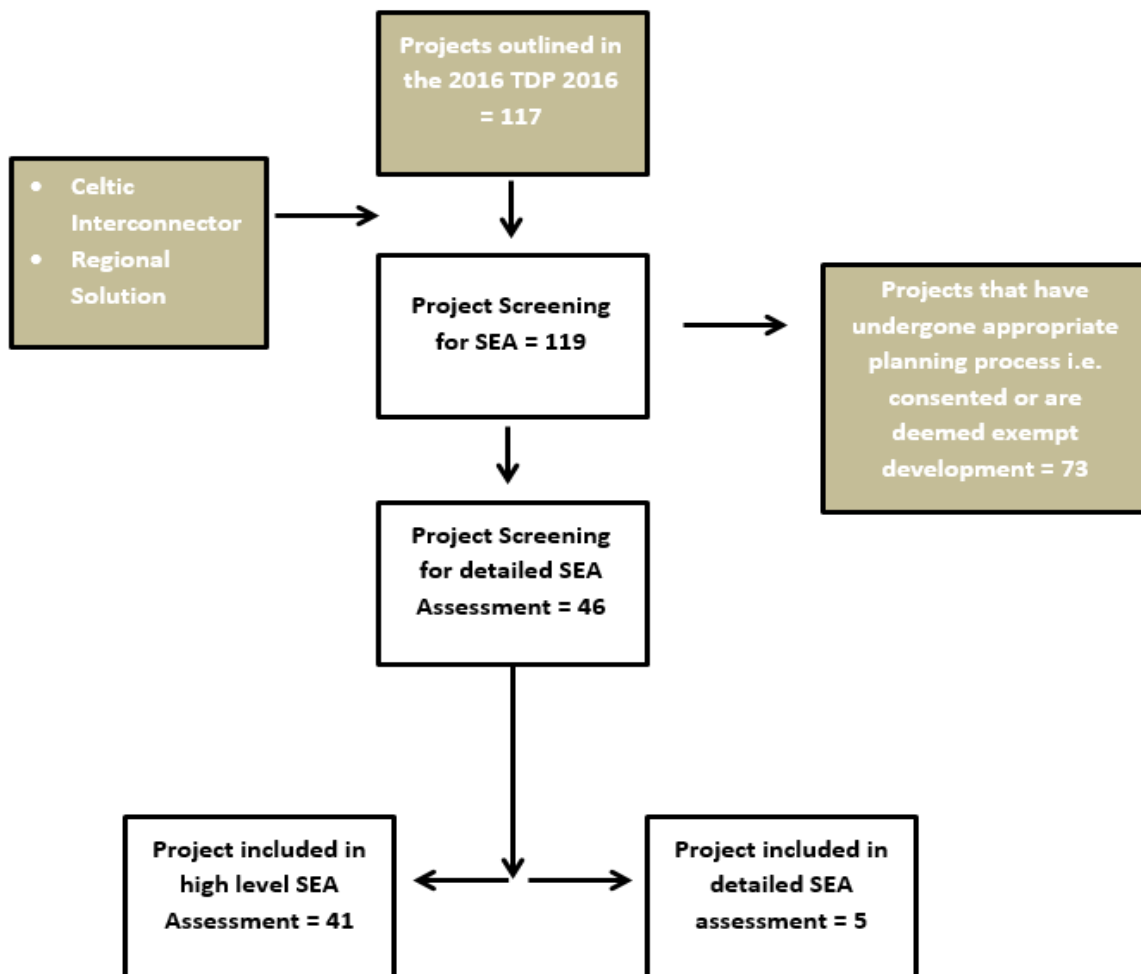 Projects outlined in
the 2016 TDP 2016
= 117
• Celtic
Interconnector
• Regional
Solution
Project Screening
for SEA = 119
Projects that have
undergone appropriate
planning process i.e.
consented or are
deemed exempt
development = 73
Project Screening
for detailed SEA
Assessment = 46
Project included in
high level SEA
Assessment = 41
Project included in
detailed SEA
assessment = 5